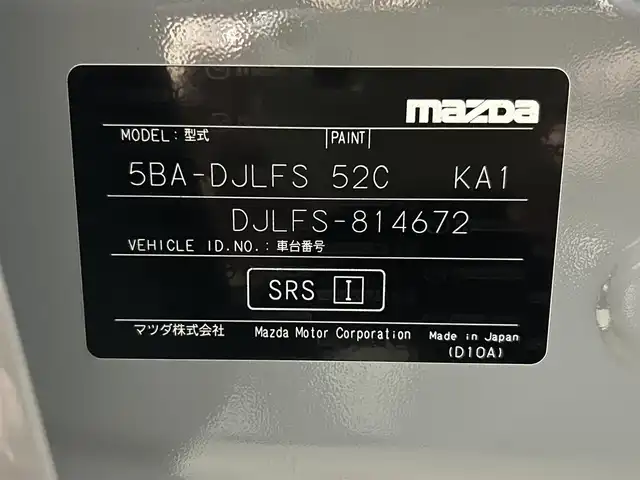 mazda
MODEL: 型式 |PAINT|
5BA-DJLFS 52C KA1
DJLFS-814672
VEHICLE ID.NO.: 車台番号
SRS I
マツダ株式会社 Mazda Motor Corporation Made in Japan
(D10A)